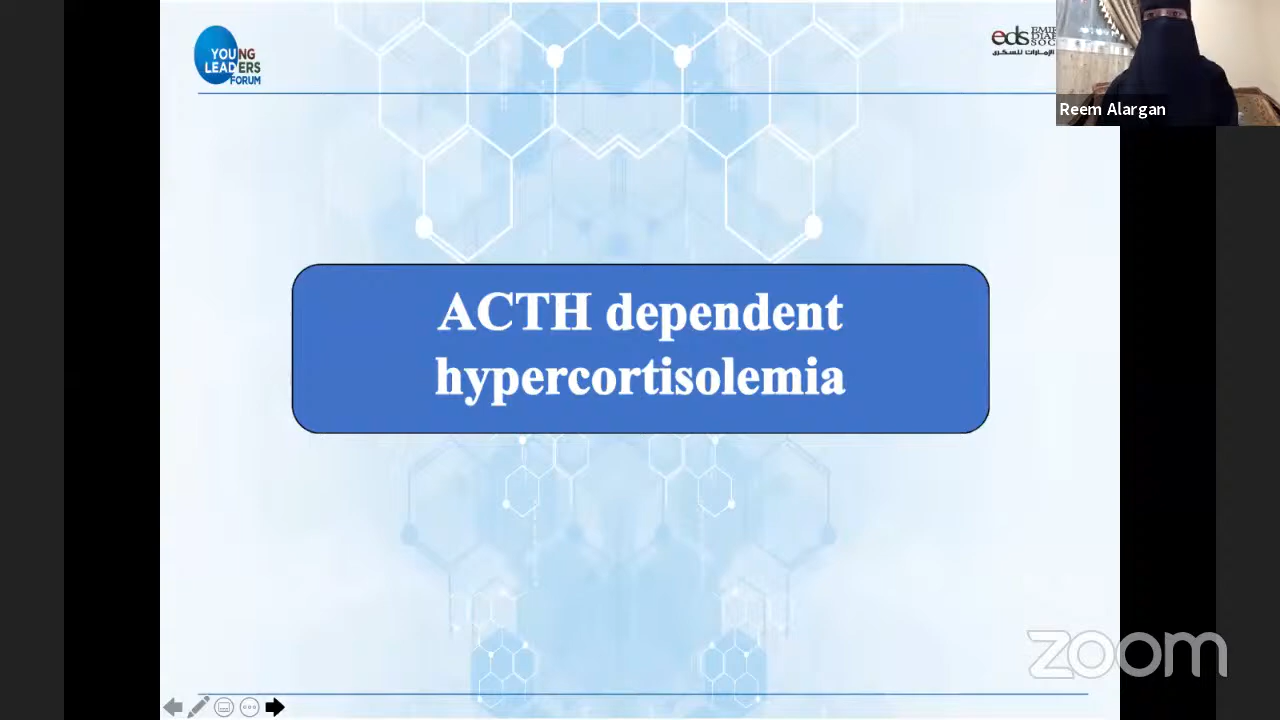 YOUNG
LEADERS
FORUM
eds
Reem Alargan
ACTH dependent
hypercortisolemia
zoom